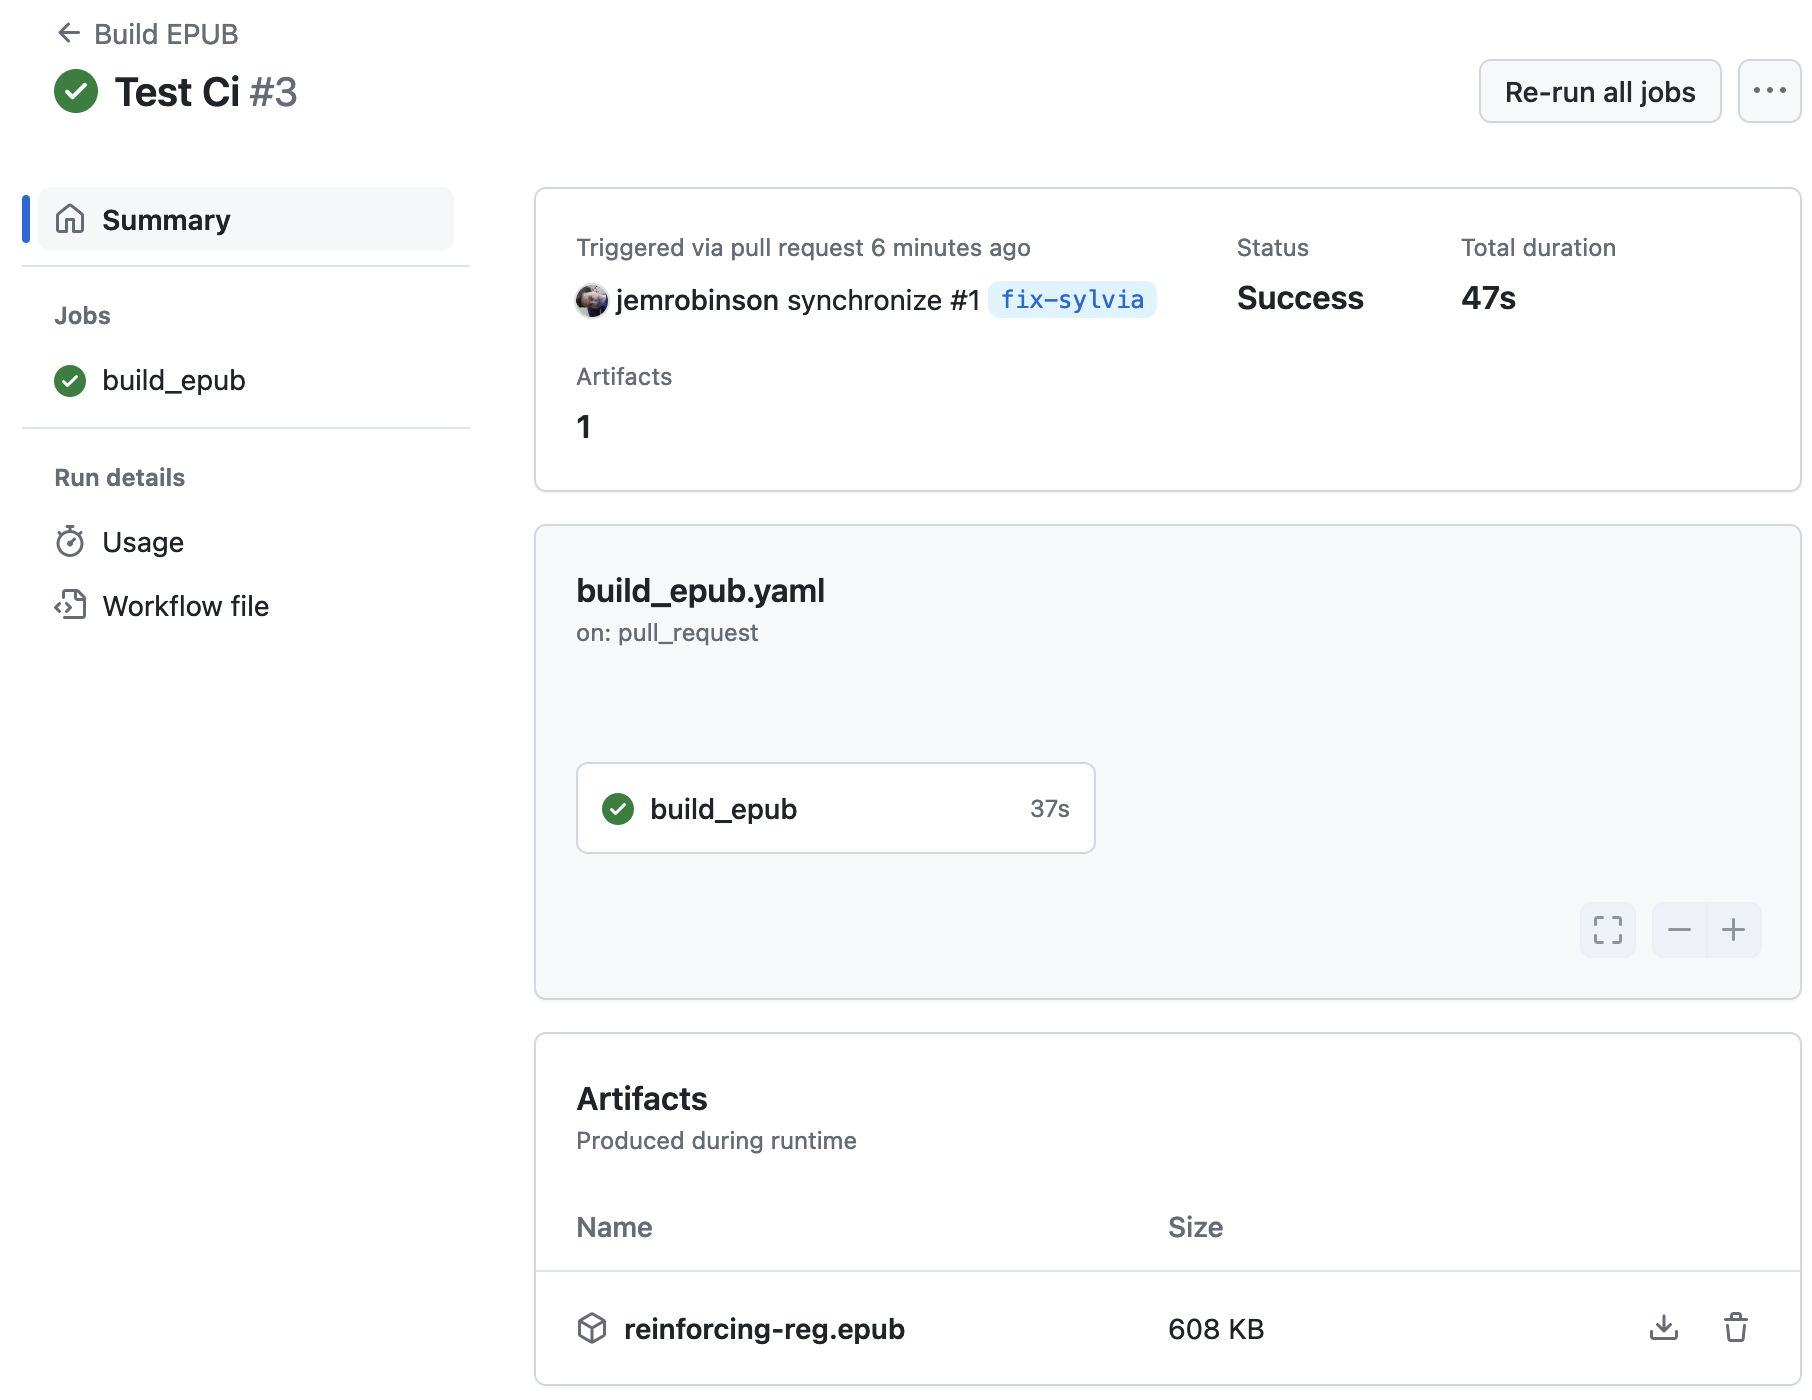 Build EPUB
Test Ci #3
Re-run all jobs
Summary
Jobs
build_epub
Run details
Usage
Workflow file
Triggered via pull request 6 minutes ago
jemrobinson synchronize #1 fix-sylvia
Status
Success
Total duration
47s
Artifacts
1
build_epub.yaml
on: pull_request
build_epub 37s
Artifacts
Produced during runtime
Name Size
reinforcing-reg.epub 608 KB